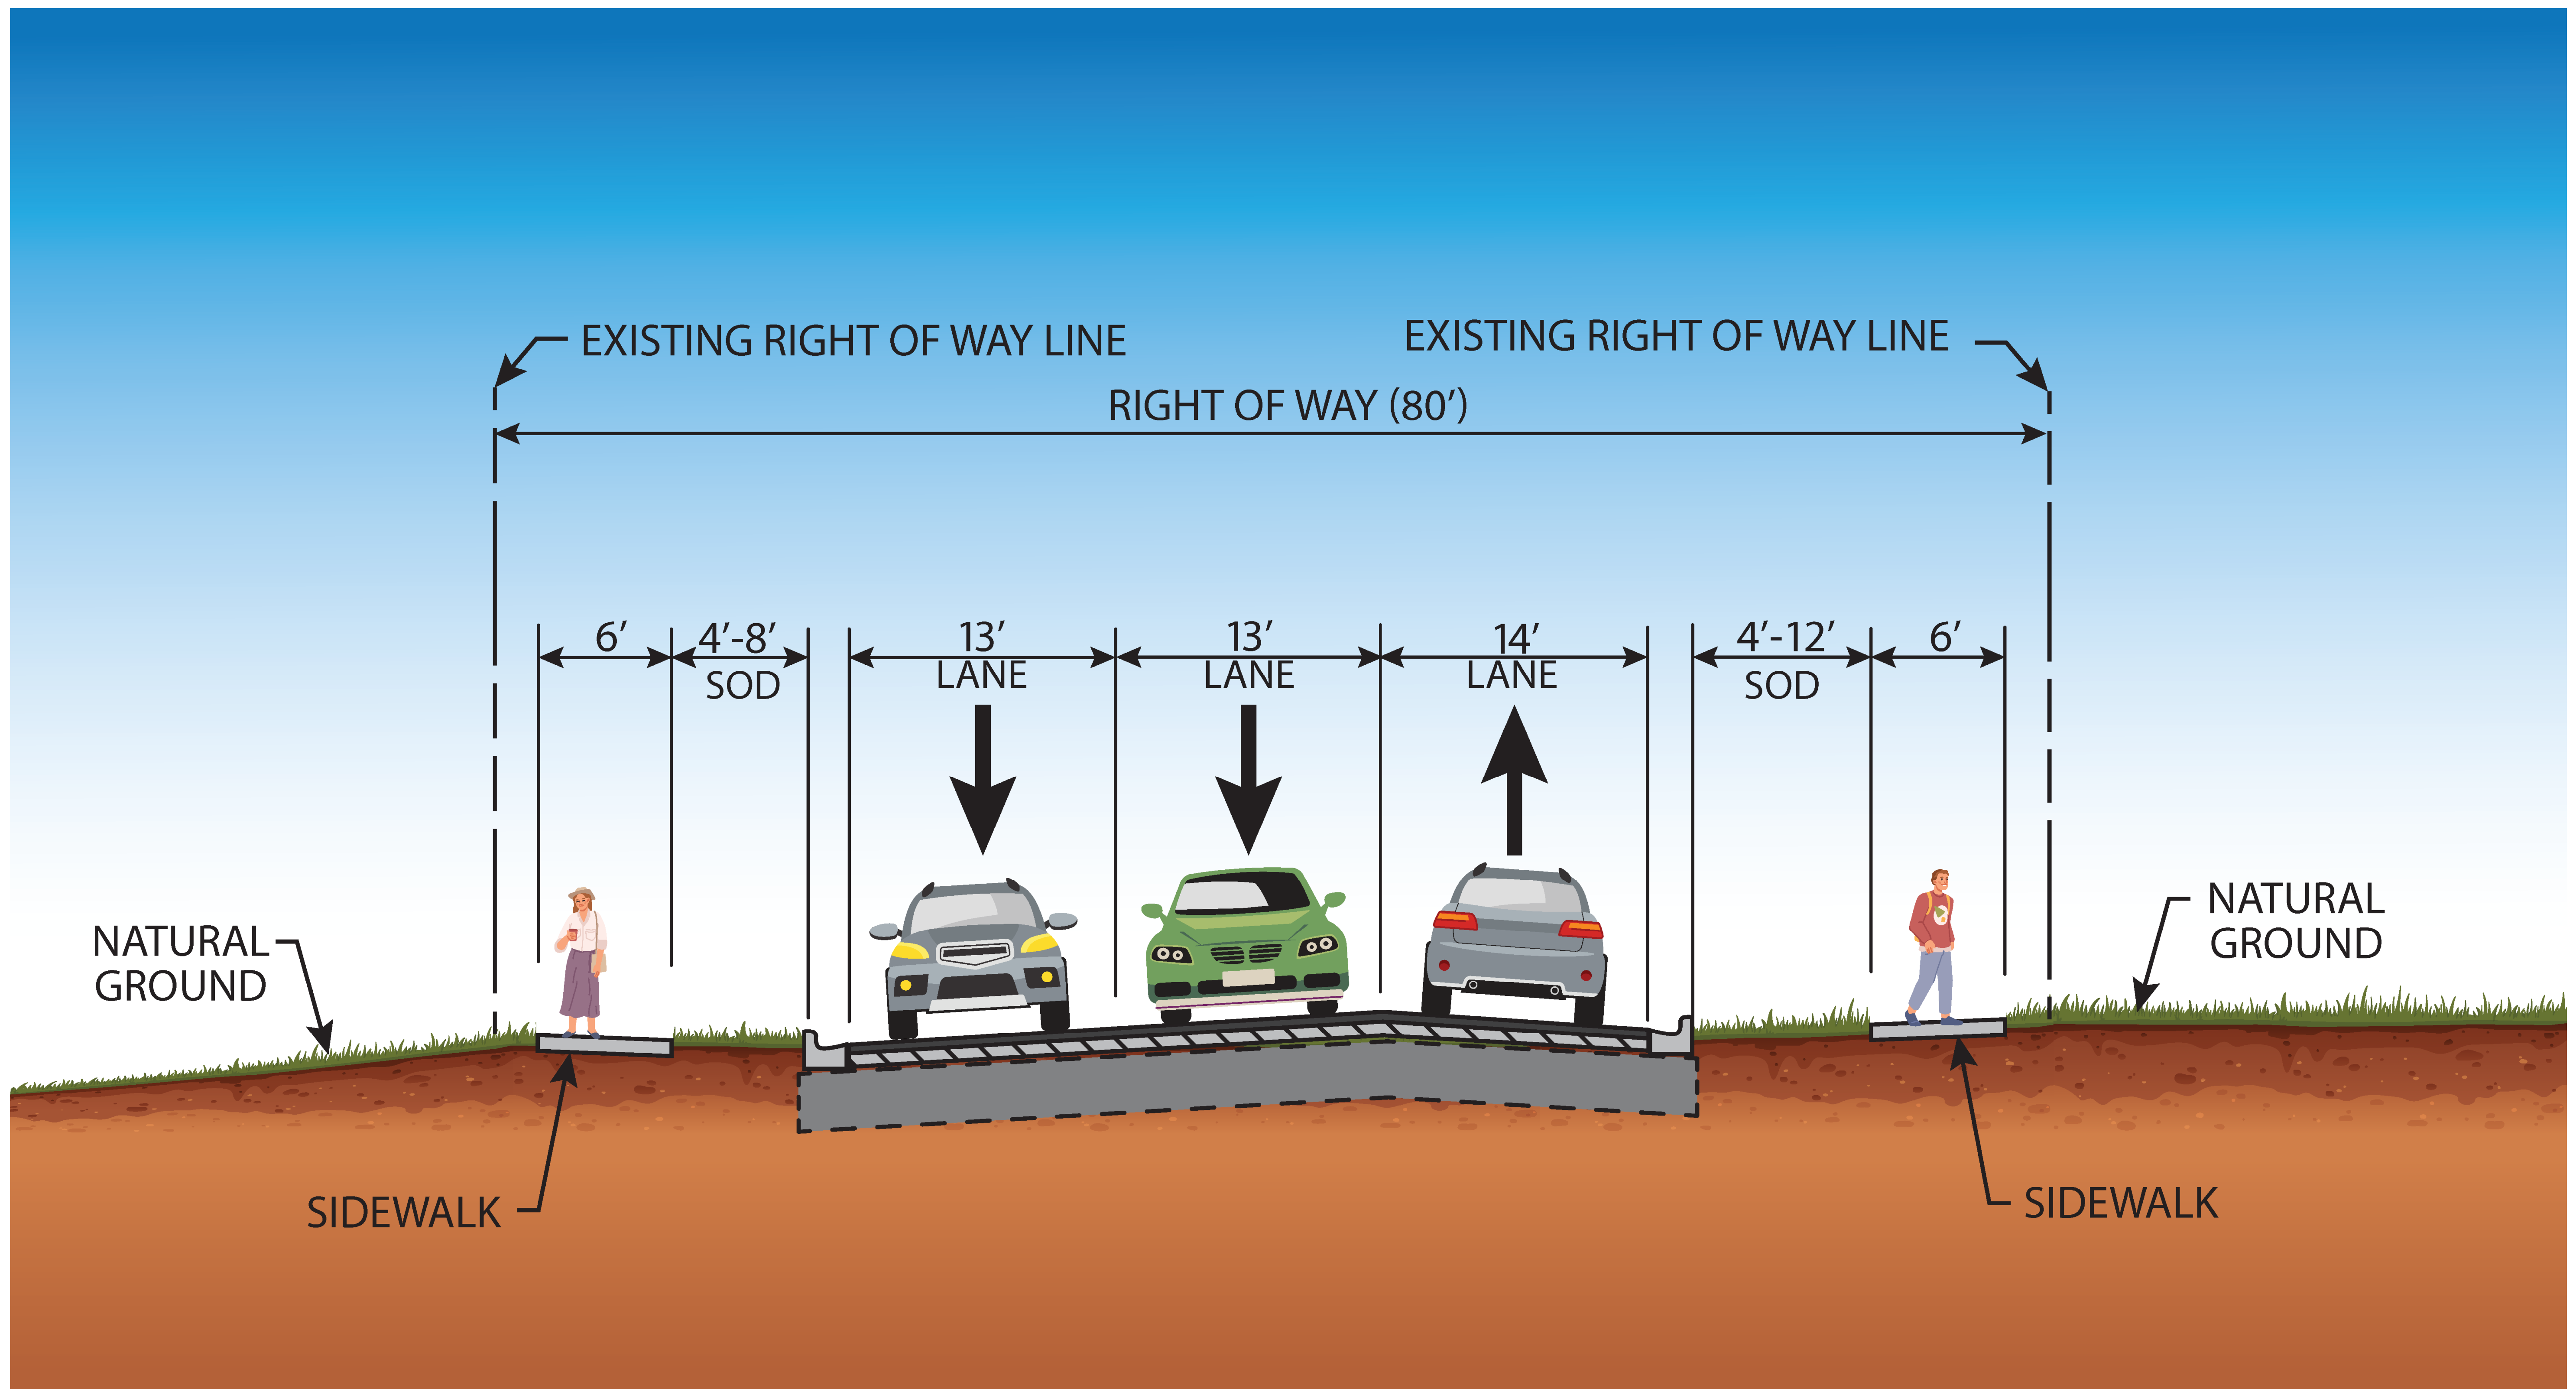 EXISTING RIGHT OF WAY LINE
EXISTING RIGHT OF WAY LINE
RIGHT OF WAY (80')
6'
4'-8'
SOD
13'
LANE
13'
LANE
14'
LANE
4'-12'
SOD
6'
NATURAL
GROUND
NATURAL
GROUND
SIDEWALK
SIDEWALK